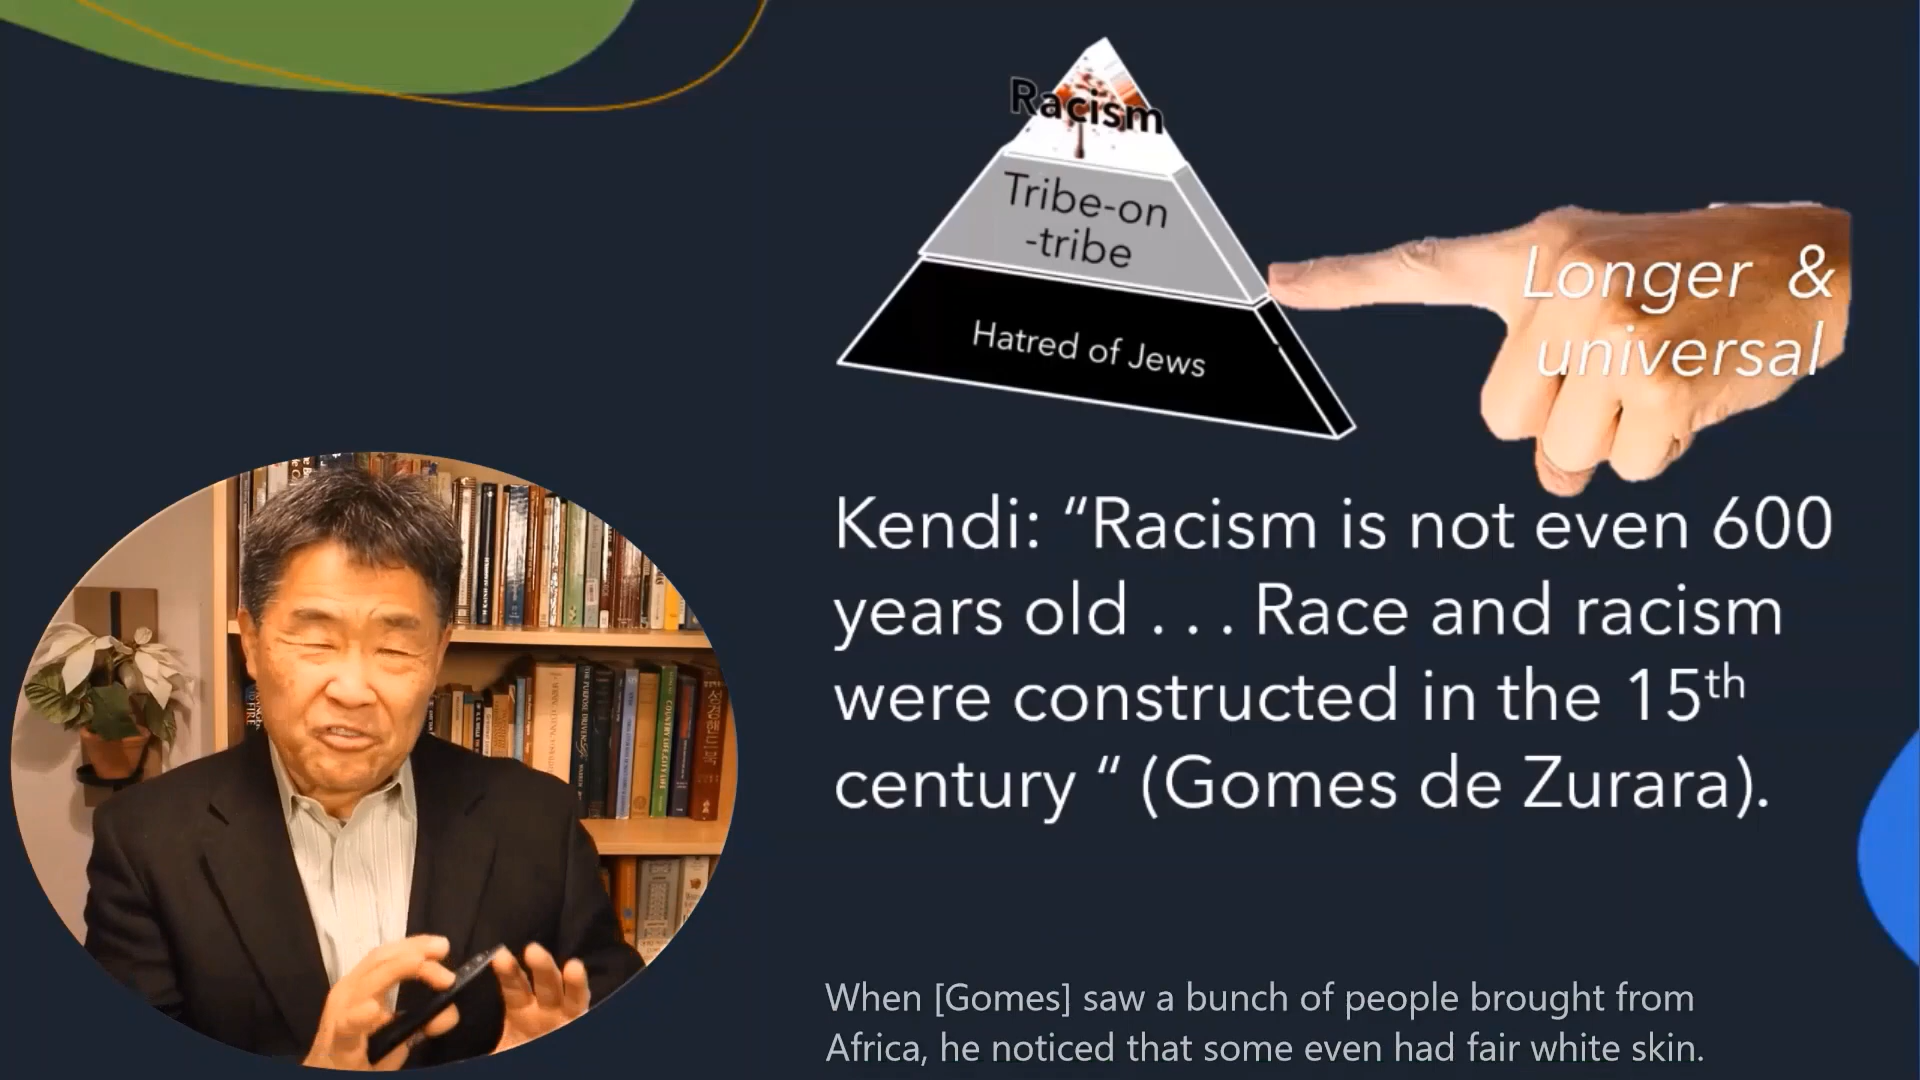 Racism
Tribe-on
-tribe
Hatred of Jews
Longer &
universal
Kendi: “Racism is not even 600
years old . . . Race and racism
were constructed in the 15th
century “ (Gomes de Zurara).
When [Gomes] saw a bunch of people brought from
Africa, he noticed that some even had fair white skin.